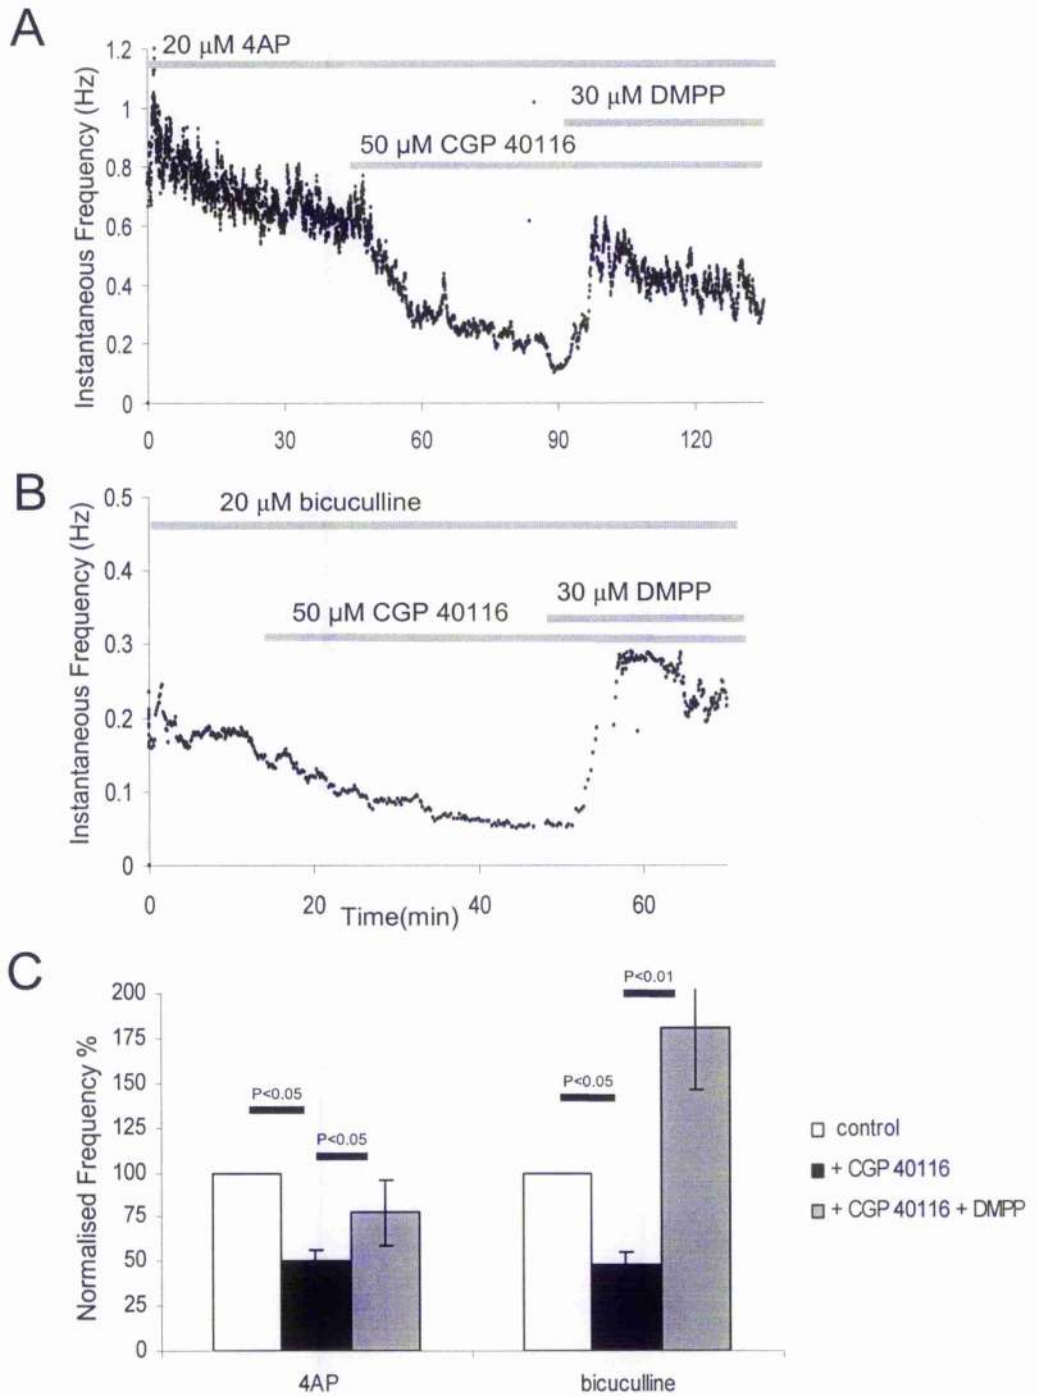 A
1.2
20 µM 4AP
30 µM DMPP
1
50 µM CGP 40116
0.8
0.6
0.4
0.2
0
Instantaneous Frequency (Hz)
0 30 60 90 120
B
0.5
20 µM bicuculline
0.4
30 µM DMPP
50 µM CGP 40116
0.3
0.2
0.1
0
Instantaneous Frequency (Hz)
0 20 40 60
Time(min)
C
200
175
150
125
100
75
50
25
0
Normalised Frequency %
P<0.01
P<0.05
P<0.05
P<0.05
control
+ CGP 40116
+ CGP 40116 + DMPP
4AP bicuculline